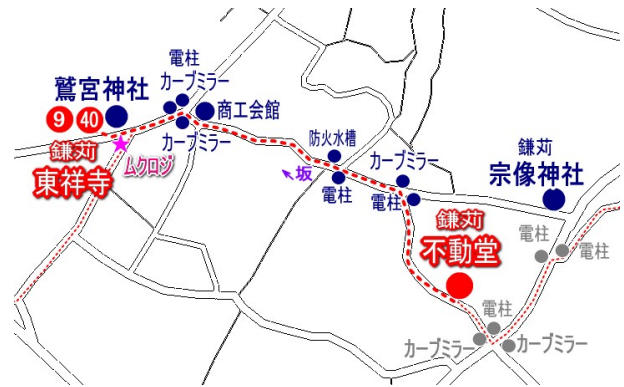 電柱
カーブミラー
鷲宮神社
商工会館
9 40
カーブミラー
鎌苅
東祥寺
ムクロジ
防火水槽
坂
電柱
カーブミラー
電柱
鎌苅
宗像神社
鎌苅
不動堂
電柱
電柱
電柱
カーブミラー
カーブミラー